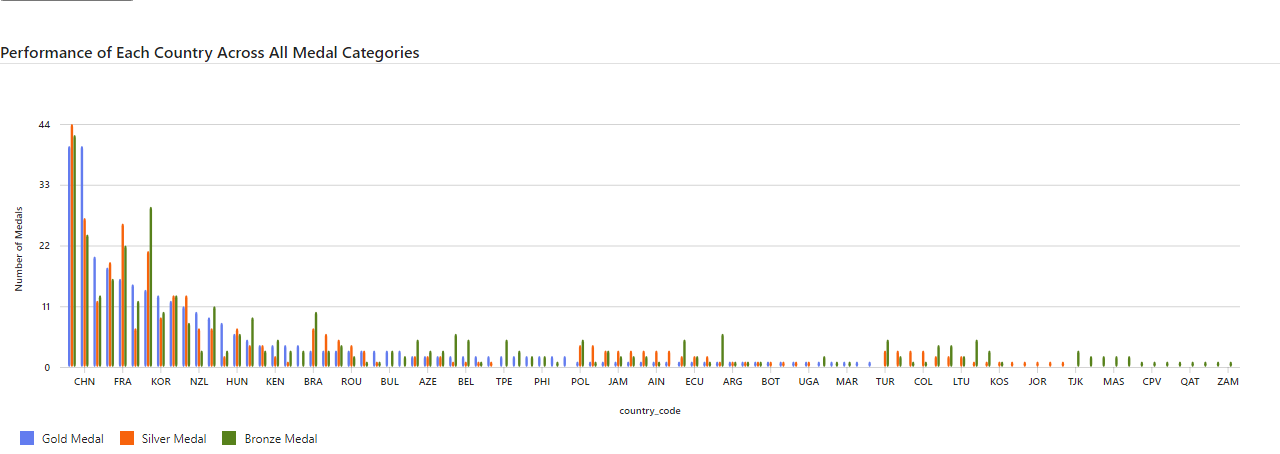 Performance of Each Country Across All Medal Categories
44
33
22
11
0
Number of Medals
CHN FRA KOR NZL HUN KEN BRA ROU BUL AZE BEL TPE PHI POL JAM AIN ECU ARG BOT UGA MAR TUR COL LTU KOS JOR TJK MAS CPV QAT ZAM
country_code
Gold Medal Silver Medal Bronze Medal